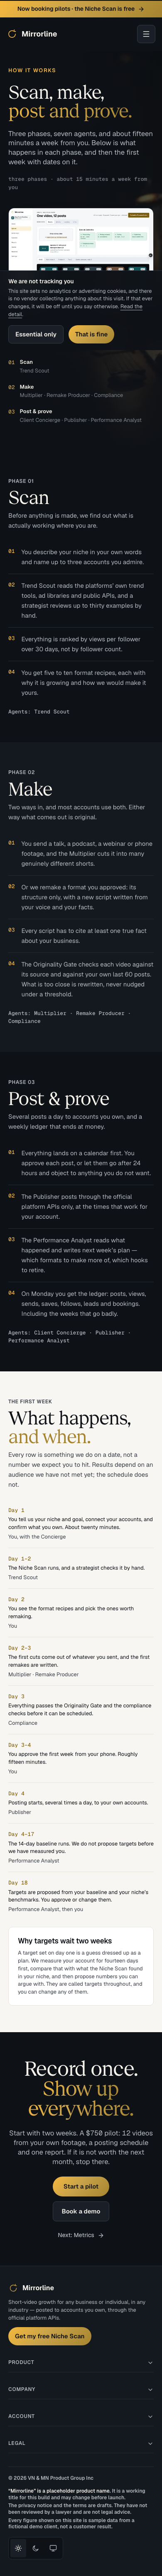 Now booking pilots · the Niche Scan is free →
Mirrorline
HOW IT WORKS
Scan, make,
post and prove.
Three phases, seven agents, and about fifteen
minutes a week from you. Below is what
happens in each phase, and then the first
week with dates on it.
three phases · about 15 minutes a week from
you
We are not tracking you
This site sets no analytics or advertising cookies, and there
is no banner collecting anything about this visit. If that ever
changes, it will be off until you say otherwise. Read the
detail.
Essential only
That is fine
01 Scan
Trend Scout
02 Make
Multiplier · Remake Producer · Compliance
03 Post & prove
Client Concierge · Publisher · Performance Analyst
PHASE 01
Scan
Before anything is made, we find out what is
actually working where you are.
01 You describe your niche in your own words
and name up to three accounts you admire.
02 Trend Scout reads the platforms' own trend
tools, ad libraries and public APIs, and a
strategist reviews up to thirty examples by
hand.
03 Everything is ranked by views per follower
over 30 days, not by follower count.
04 You get five to ten format recipes, each with
why it is growing and how we would make it
yours.
Agents: Trend Scout
PHASE 02
Make
Two ways in, and most accounts use both. Either
way what comes out is original.
01 You send a talk, a podcast, a webinar or phone
footage, and the Multiplier cuts it into many
genuinely different shorts.
02 Or we remake a format you approved: its
structure only, with a new script written from
your voice and your facts.
03 Every script has to cite at least one true fact
about your business.
04 The Originality Gate checks each video against
its source and against your own last 60 posts.
What is too close is rewritten, never nudged
under a threshold.
Agents: Multiplier · Remake Producer ·
Compliance
PHASE 03
Post & prove
Several posts a day to accounts you own, and a
weekly ledger that ends at money.
01 Everything lands on a calendar first. You
approve each post, or let them go after 24
hours and object to anything you do not want.
02 The Publisher posts through the official
platform APIs only, at the times that work for
your account.
03 The Performance Analyst reads what
happened and writes next week's plan —
which formats to make more of, which hooks
to retire.
04 On Monday you get the ledger: posts, views,
sends, saves, follows, leads and bookings.
Including the weeks that go badly.
Agents: Client Concierge · Publisher ·
Performance Analyst
THE FIRST WEEK
What happens,
and when.
Every row is something we do on a date, not a
number we expect you to hit. Results depend on an
audience we have not met yet; the schedule does
not.
Day 1
You tell us your niche and goal, connect your accounts, and
confirm what you own. About twenty minutes.
You, with the Concierge
Day 1–2
The Niche Scan runs, and a strategist checks it by hand.
Trend Scout
Day 2
You see the format recipes and pick the ones worth
remaking.
You
Day 2–3
The first cuts come out of whatever you sent, and the first
remakes are written.
Multiplier · Remake Producer
Day 3
Everything passes the Originality Gate and the compliance
checks before it can be scheduled.
Compliance
Day 3–4
You approve the first week from your phone. Roughly
fifteen minutes.
You
Day 4
Posting starts, several times a day, to your own accounts.
Publisher
Day 4–17
The 14-day baseline runs. We do not propose targets before
we have measured you.
Performance Analyst
Day 18
Targets are proposed from your baseline and your niche's
benchmarks. You approve or change them.
Performance Analyst, then you
Why targets wait two weeks
A target set on day one is a guess dressed up as a
plan. We measure your account for fourteen days
first, compare that with what the Niche Scan found
in your niche, and then propose numbers you can
argue with. They are called targets throughout, and
you can change any of them.
Record once.
Show up
everywhere.
Start with two weeks. A $750 pilot: 12 videos
from your own footage, a posting schedule
and one report. If it is not worth the next
month, stop there.
Start a pilot
Book a demo
Next: Metrics →
Mirrorline
Short-video growth for any business or individual, in any
industry — posted to accounts you own, through the
official platform APIs.
Get my free Niche Scan
PRODUCT
COMPANY
ACCOUNT
LEGAL
© 2026 VN & MN Product Group Inc
"Mirrorline" is a placeholder product name. It is a working
title for this build and may change before launch.
The privacy notice and the terms are drafts. They have not
been reviewed by a lawyer and are not legal advice.
Every figure shown on this site is sample data from a
fictional demo client, not a customer result.